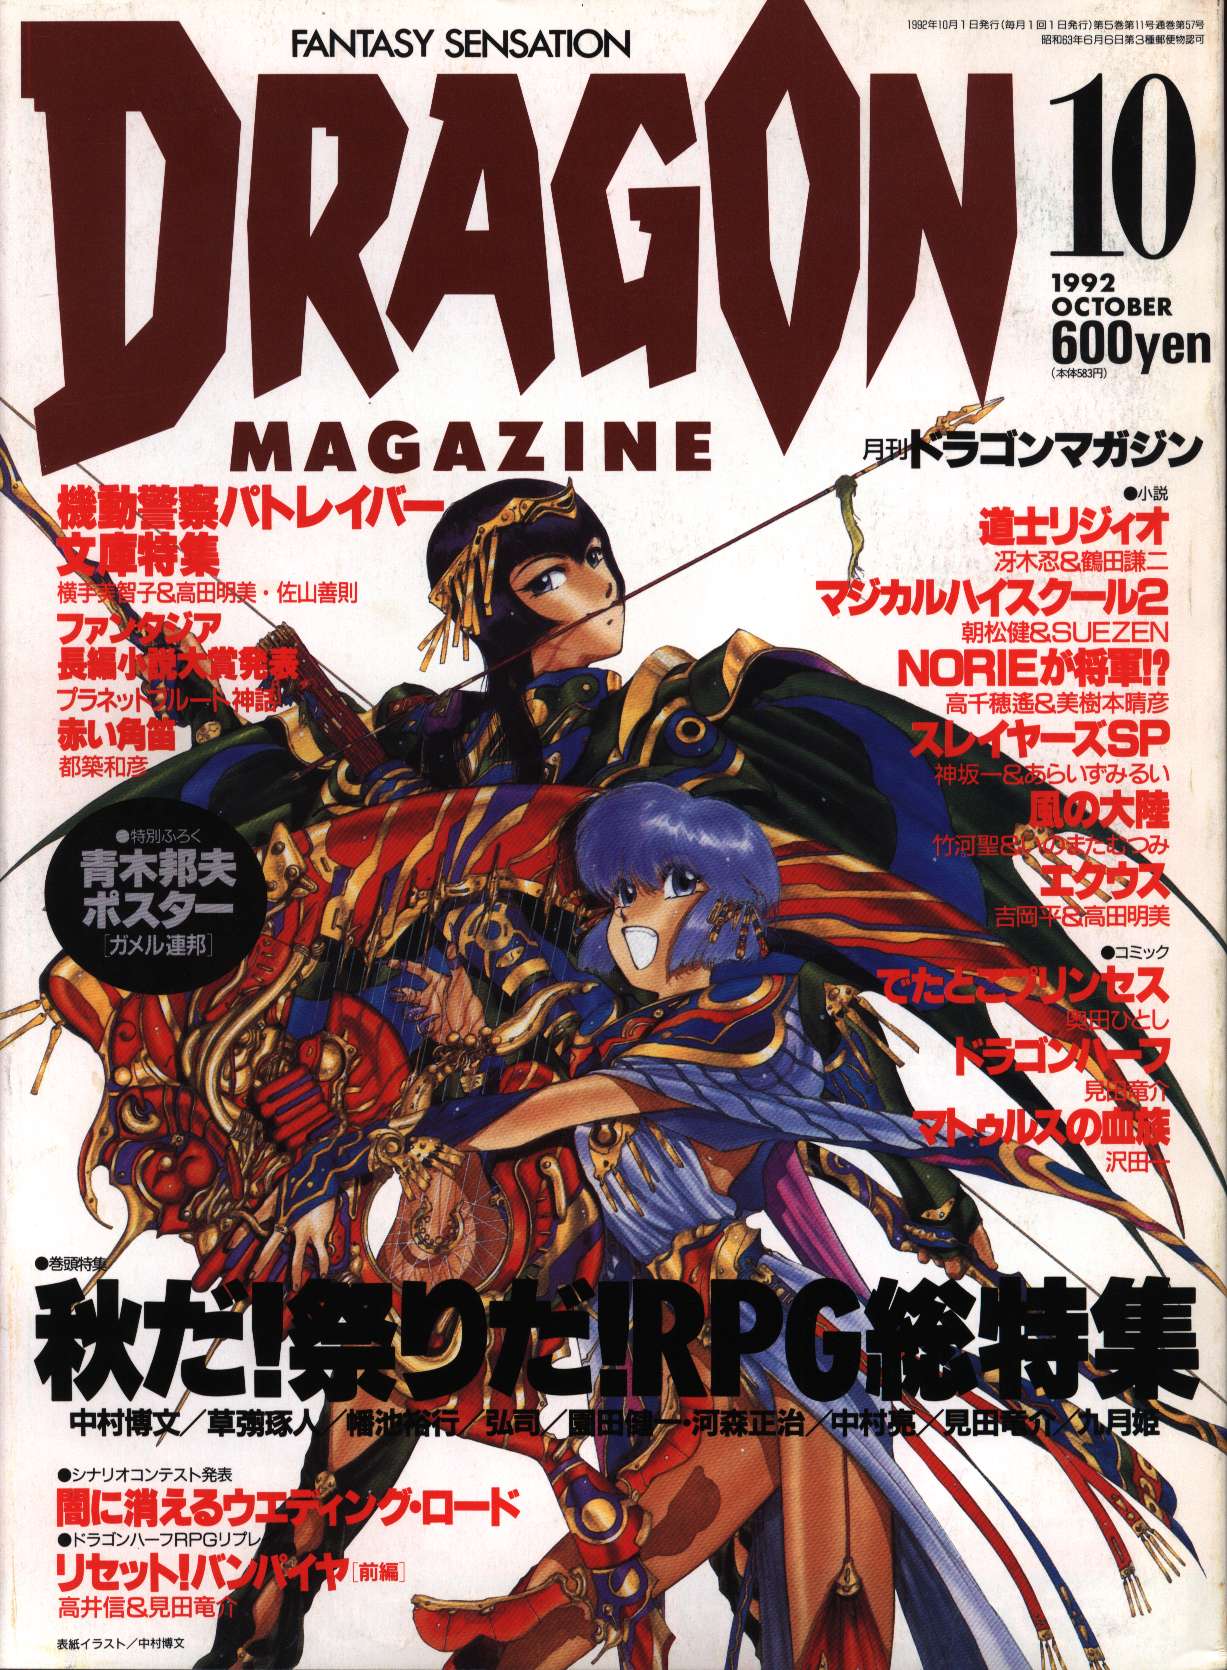 1992年10月1日発行(毎月1回1日発行)第5巻第11号通巻第57号
昭和63年6月6日第3種郵便物認可
FANTASY SENSATION
DRAGON
MAGAZINE
10
1992
OCTOBER
600yen
(本体583円)
月刊ドラゴンマガジン
機動警察パトレイバー
文庫特集
横手美智子&高田明美・佐山善則
ファンタジア
長編小説大賞発表
プラネットブルート神話
赤い角笛
都築和彦
●特別ふろく
青木邦夫
ポスター
[ガメル連邦]
●小説
道士リジィオ
冴木忍&鶴田謙二
マジカルハイスクール2
朝松健&SUEZEN
NORIEが将軍!?
高千穂遙&美樹本晴彦
スレイヤーズSP
神坂一&あらいずみるい
風の大陸
竹河聖&いのまたむつみ
エクウス
吉岡平&高田明美
●コミック
でたとこプリンセス
奥田ひとし
ドラゴンハーフ
見田竜介
マトゥルスの血族
沢田一
●巻頭特集
秋だ!祭りだ!RPG総特集
中村博文/草彅琢人/幡池裕行/弘司/園田健一・河森正治/中村亮/見田竜介/九月姫
●シナリオコンテスト発表
闇に消えるウエディング・ロード
●ドラゴンハーフRPGリプレイ
リセット!バンパイヤ[前編]
高井信&見田竜介
表紙イラスト/中村博文